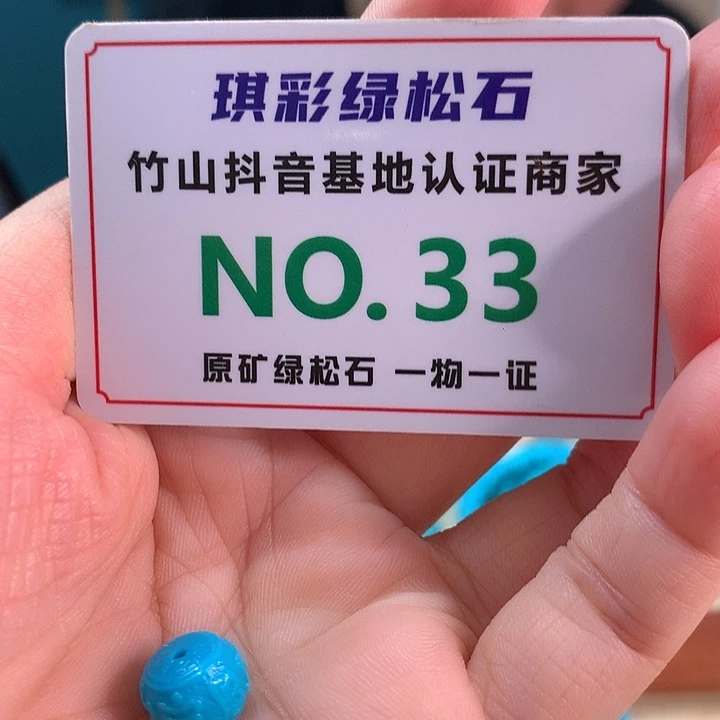 琪彩绿松石
竹山抖音基地认证商家
NO. 33
原矿绿松石 一物一证